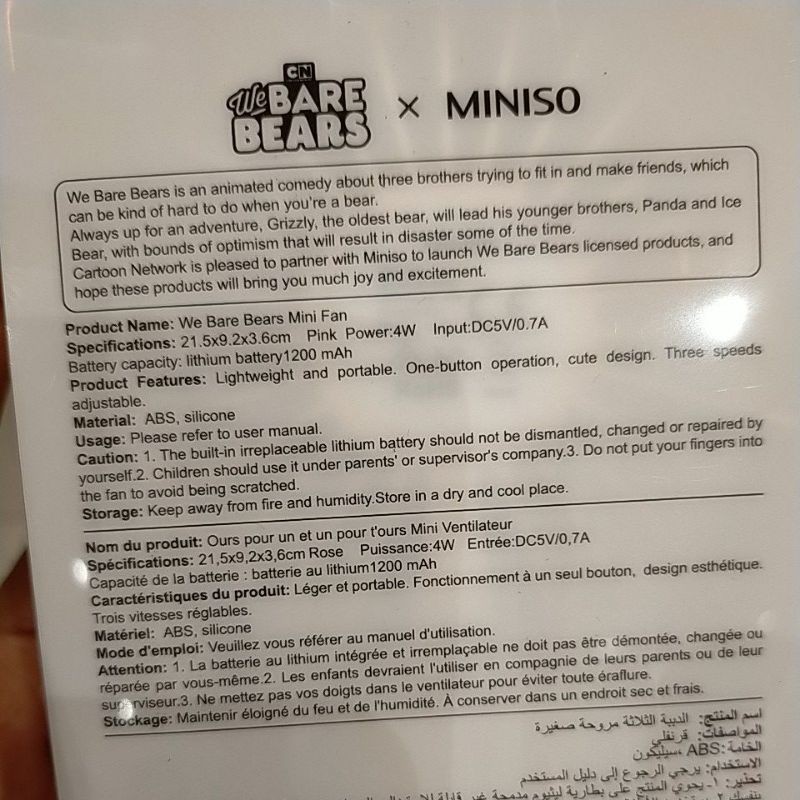 CN
We BARE BEARS × MINISO
We Bare Bears is an animated comedy about three brothers trying to fit in and make friends, which
can be kind of hard to do when you're a bear.
Always up for an adventure, Grizzly, the oldest bear, will lead his younger brothers, Panda and Ice
Bear, with bounds of optimism that will result in disaster some of the time.
Cartoon Network is pleased to partner with Miniso to launch We Bare Bears licensed products, and
hope these products will bring you much joy and excitement.
Product Name: We Bare Bears Mini Fan
Specifications: 21.5x9.2x3.6cm Pink Power:4W Input:DC5V/0.7A
Battery capacity: lithium battery1200 mAh
Product Features: Lightweight and portable. One-button operation, cute design. Three speeds
adjustable.
Material: ABS, silicone
Usage: Please refer to user manual.
Caution: 1. The built-in irreplaceable lithium battery should not be dismantled, changed or repaired by
yourself.2. Children should use it under parents' or supervisor's company.3. Do not put your fingers into
the fan to avoid being scratched.
Storage: Keep away from fire and humidity.Store in a dry and cool place.
Nom du produit: Ours pour un et un pour t'ours Mini Ventilateur
Spécifications: 21,5x9,2x3,6cm Rose Puissance:4W Entrée:DC5V/0,7A
Capacité de la batterie : batterie au lithium1200 mAh
Caractéristiques du produit: Léger et portable. Fonctionnement à un seul bouton, design esthétique.
Trois vitesses réglables.
Matériel: ABS, silicone
Mode d'emploi: Veuillez vous référer au manuel d'utilisation.
Attention: 1. La batterie au lithium intégrée et irremplaçable ne doit pas être démontée, changée ou
réparée par vous-même.2. Les enfants devraient l'utiliser en compagnie de leurs parents ou de leur
superviseur.3. Ne mettez pas vos doigts dans le ventilateur pour éviter toute éraflure.
Stockage: Maintenir éloigné du feu et de l'humidité. À conserver dans un endroit sec et frais.
اسم المنتج: الدببة الثلاثة مروحة صغيرة
المواصفات: قرنفلي
الخامة: ABS، سيليكون
الاستخدام: يرجي الرجوع إلى دليل المستخدم
تحذير: ١- يحوي المنتج على بطارية ليثيوم مدمجة غير قابلة